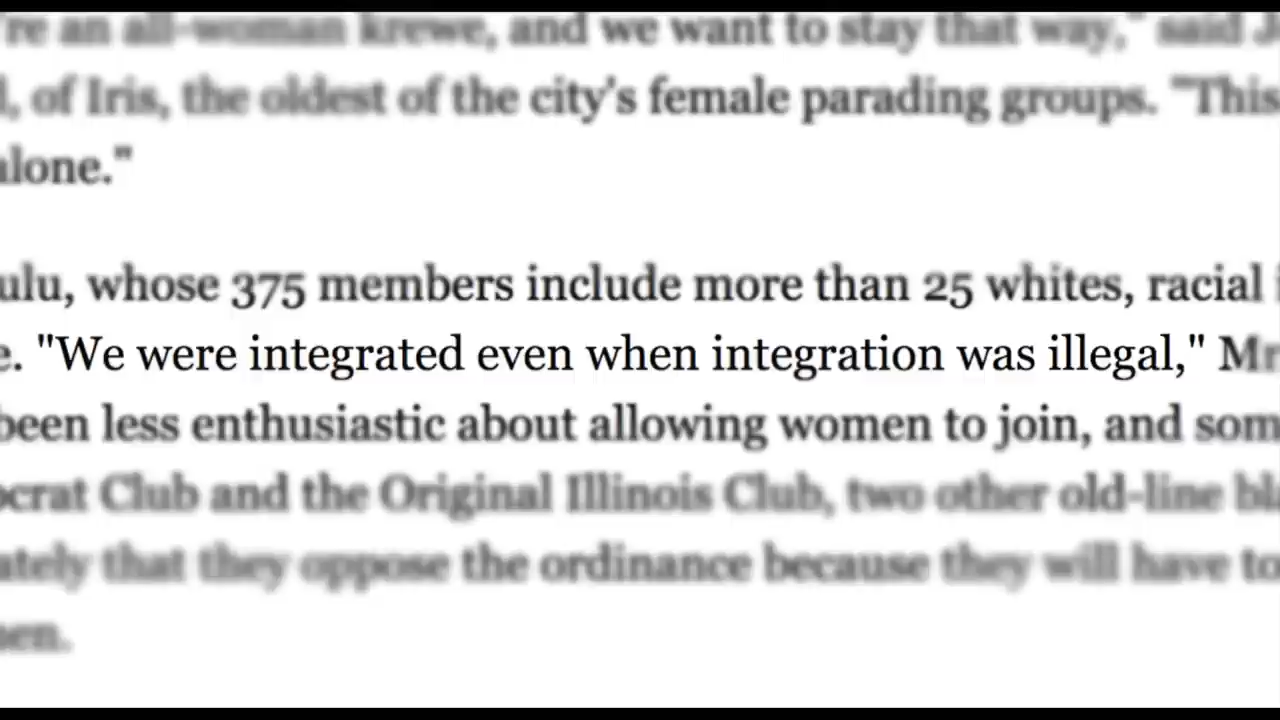 're an all-woman krewe, and we want to stay that way," said J
, of Iris, the oldest of the city's female parading groups. "This
alone."
ulu, whose 375 members include more than 25 whites, racial
e. "We were integrated even when integration was illegal," Mr
been less enthusiastic about allowing women to join, and som
ocrat Club and the Original Illinois Club, two other old-line bla
ately that they oppose the ordinance because they will have to
en.